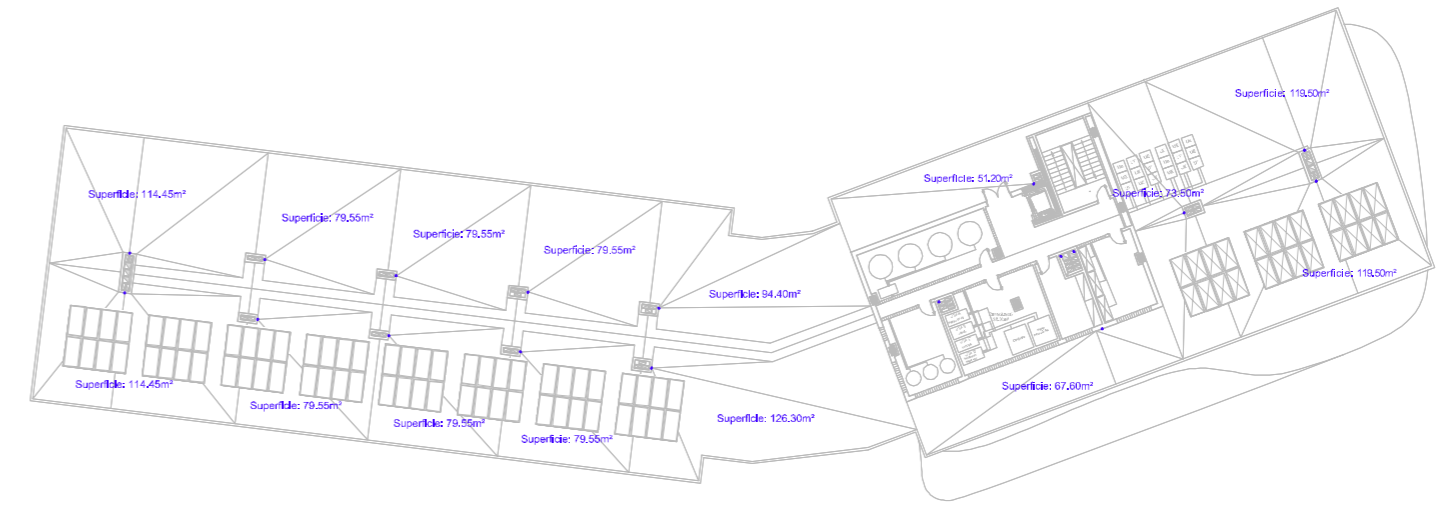 Superficie: 119.50m²
Superficie: 51.20m²
Superficie: 73.50m²
Superficie: 114.45m²
Superficie: 79.55m²
Superficie: 79.55m²
Superficie: 79.55m²
Superficie: 94.40m²
Superficie: 119.50m²
Superficie: 114.45m²
Superficie: 79.55m²
Superficie: 79.55m²
Superficie: 79.55m²
Superficie: 126.30m²
Superficie: 67.60m²